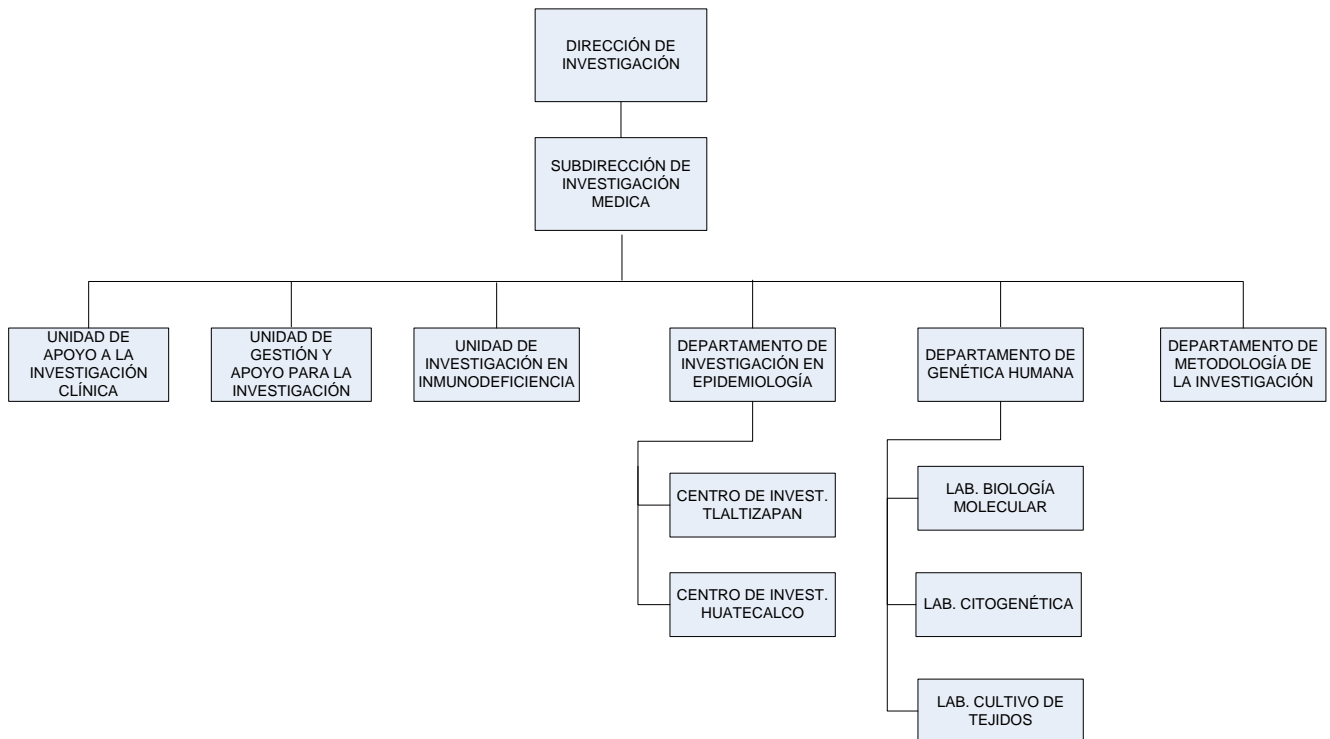 DIRECCIÓN DE
INVESTIGACIÓN
SUBDIRECCIÓN DE
INVESTIGACIÓN
MEDICA
UNIDAD DE
APOYO A LA
INVESTIGACIÓN
CLÍNICA
UNIDAD DE
GESTIÓN Y
APOYO PARA LA
INVESTIGACIÓN
UNIDAD DE
INVESTIGACIÓN EN
INMUNODEFICIENCIA
DEPARTAMENTO DE
INVESTIGACIÓN EN
EPIDEMIOLOGÍA
DEPARTAMENTO DE
GENÉTICA HUMANA
DEPARTAMENTO DE
METODOLOGÍA DE
LA INVESTIGACIÓN
CENTRO DE INVEST.
TLALTIZAPAN
CENTRO DE INVEST.
HUATECALCO
LAB. BIOLOGÍA
MOLECULAR
LAB. CITOGENÉTICA
LAB. CULTIVO DE
TEJIDOS